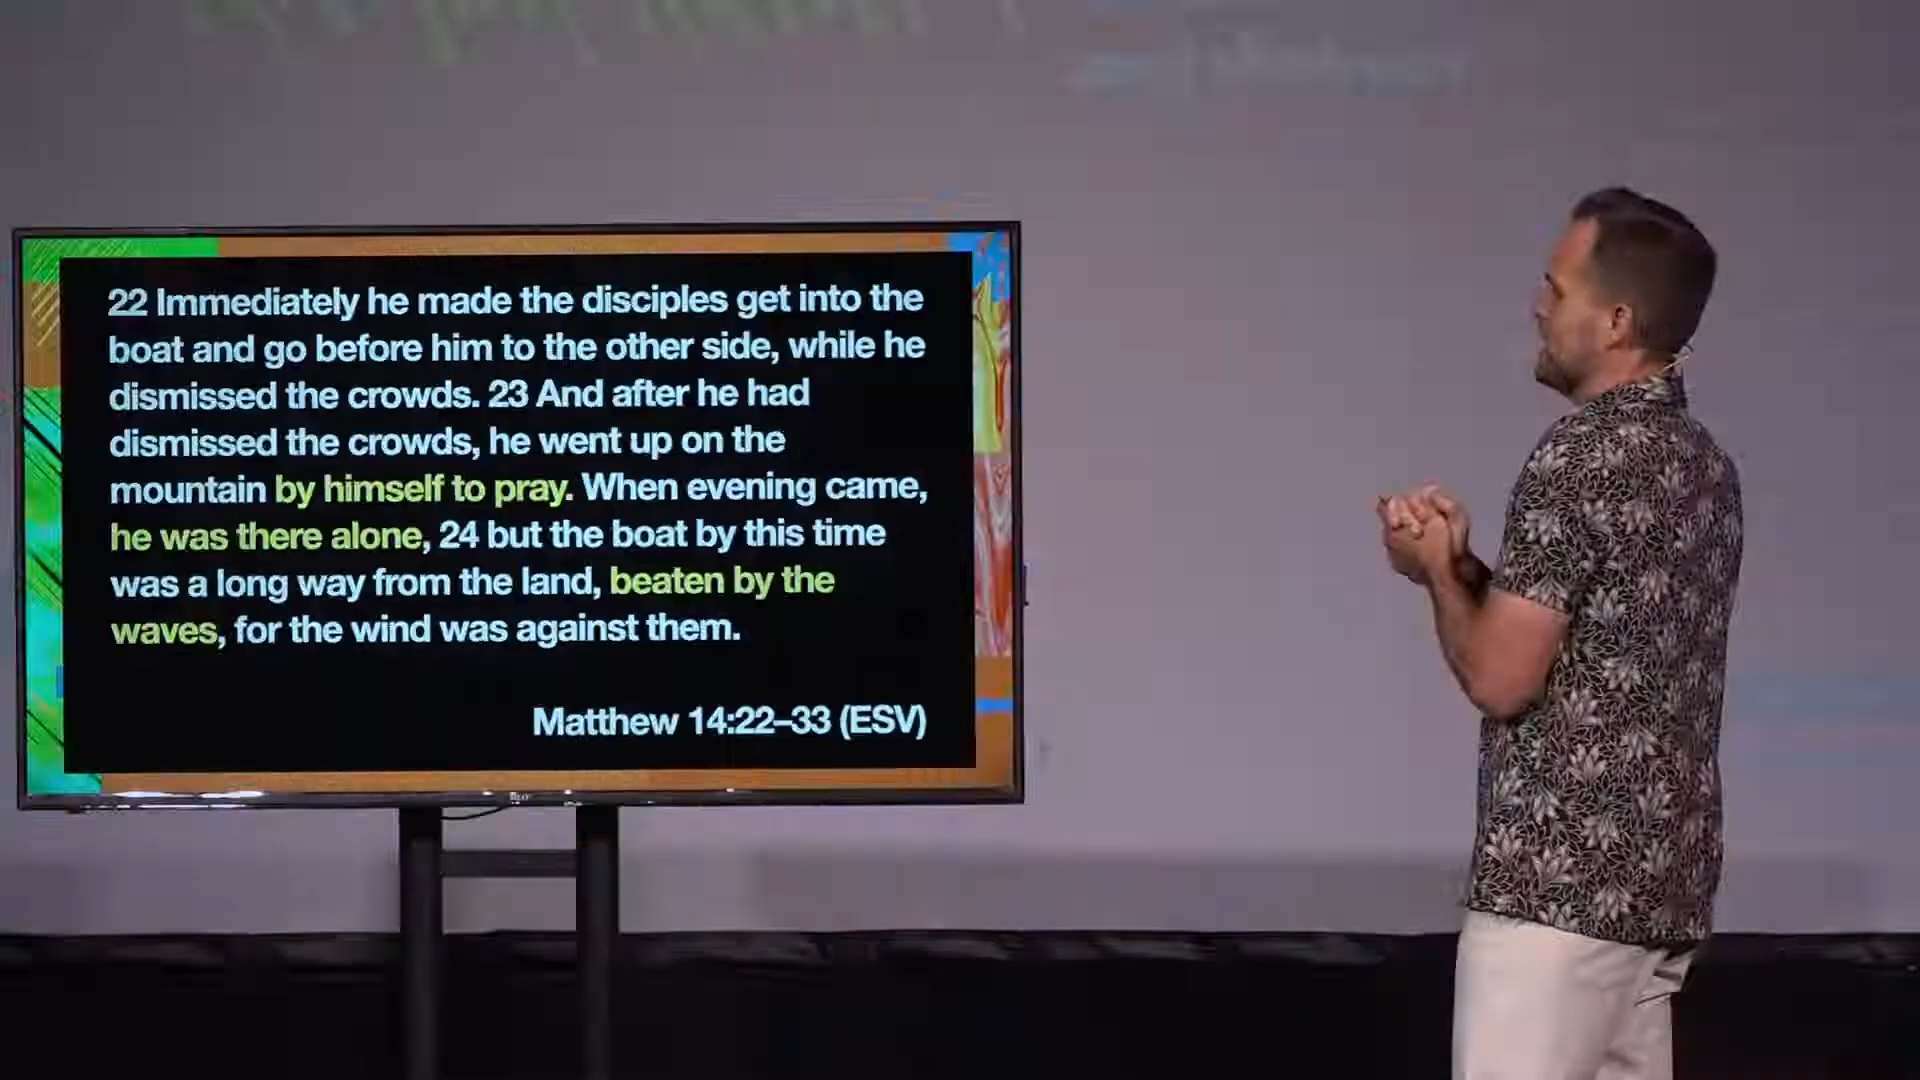 22 Immediately he made the disciples get into the
boat and go before him to the other side, while he
dismissed the crowds. 23 And after he had
dismissed the crowds, he went up on the
mountain by himself to pray. When evening came,
he was there alone, 24 but the boat by this time
was a long way from the land, beaten by the
waves, for the wind was against them.
Matthew 14:22–33 (ESV)